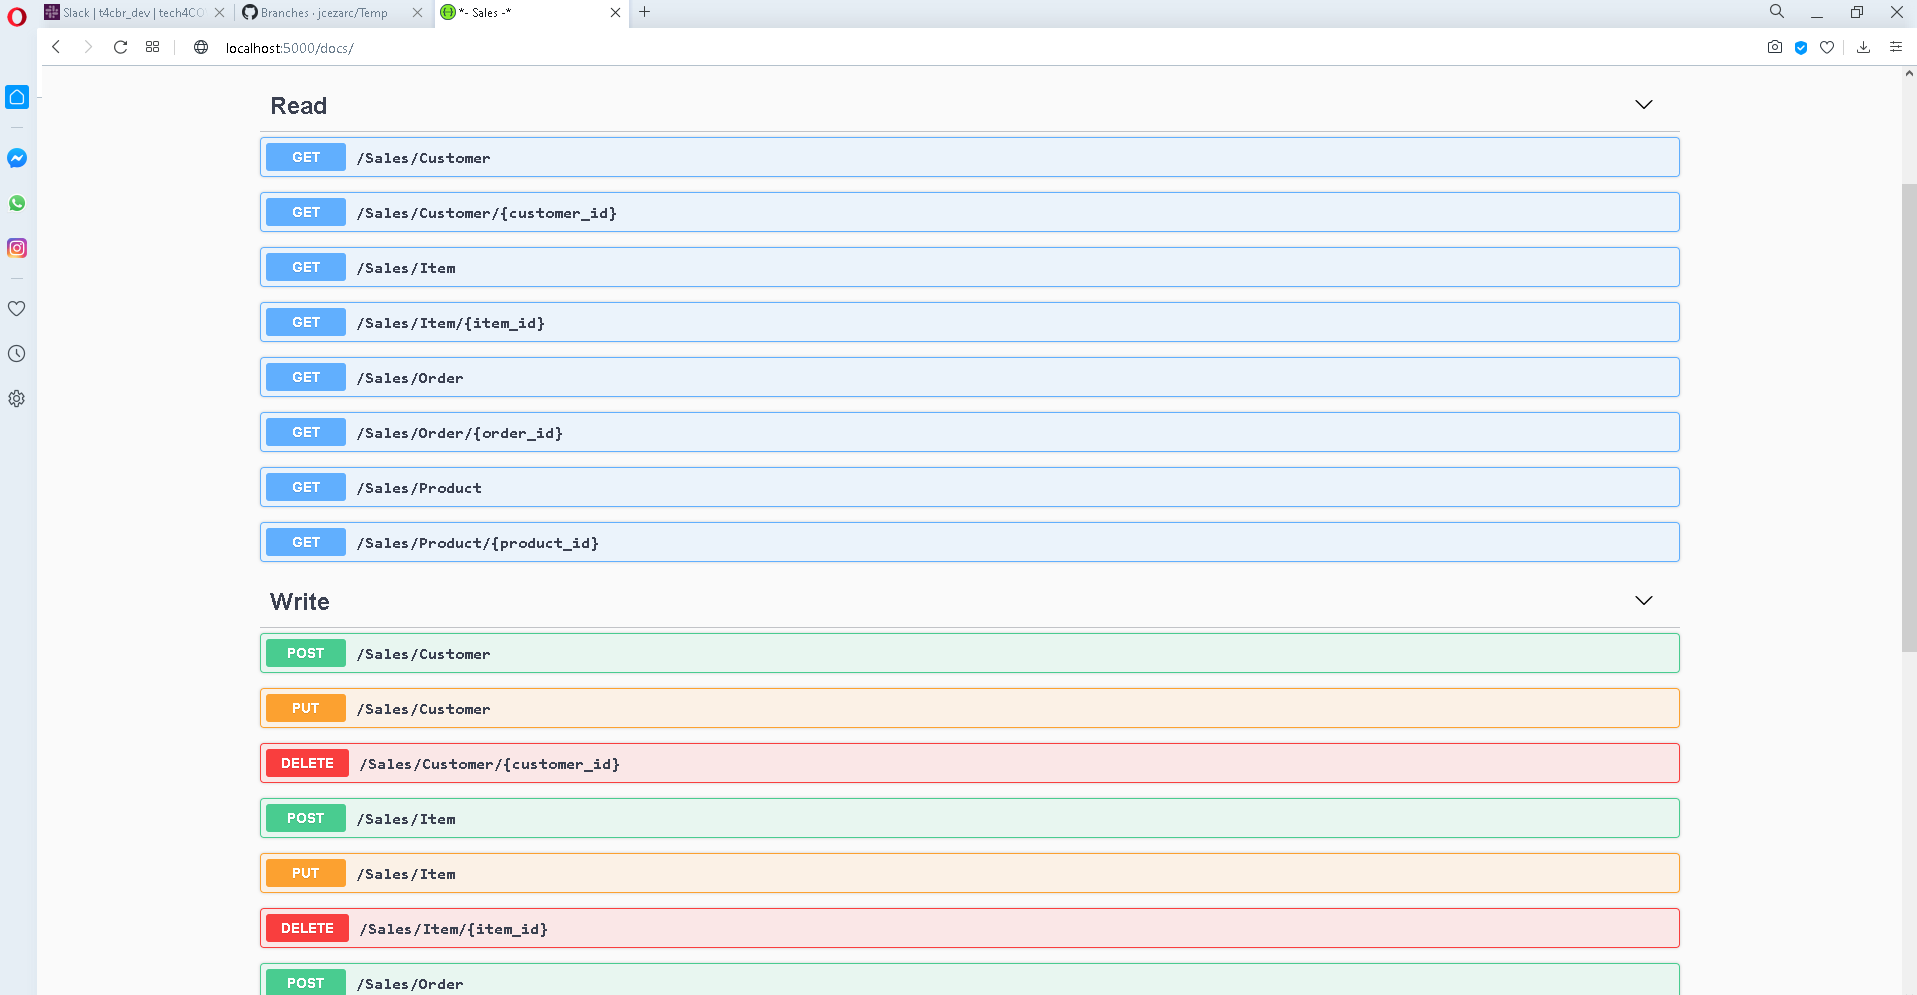 Slack | t4cbr_dev | tech4CO
Branches · jcezarc/Temp
*- Sales -*
localhost:5000/docs/
Read
GET /Sales/Customer
GET /Sales/Customer/{customer_id}
GET /Sales/Item
GET /Sales/Item/{item_id}
GET /Sales/Order
GET /Sales/Order/{order_id}
GET /Sales/Product
GET /Sales/Product/{product_id}
Write
POST /Sales/Customer
PUT /Sales/Customer
DELETE /Sales/Customer/{customer_id}
POST /Sales/Item
PUT /Sales/Item
DELETE /Sales/Item/{item_id}
POST /Sales/Order